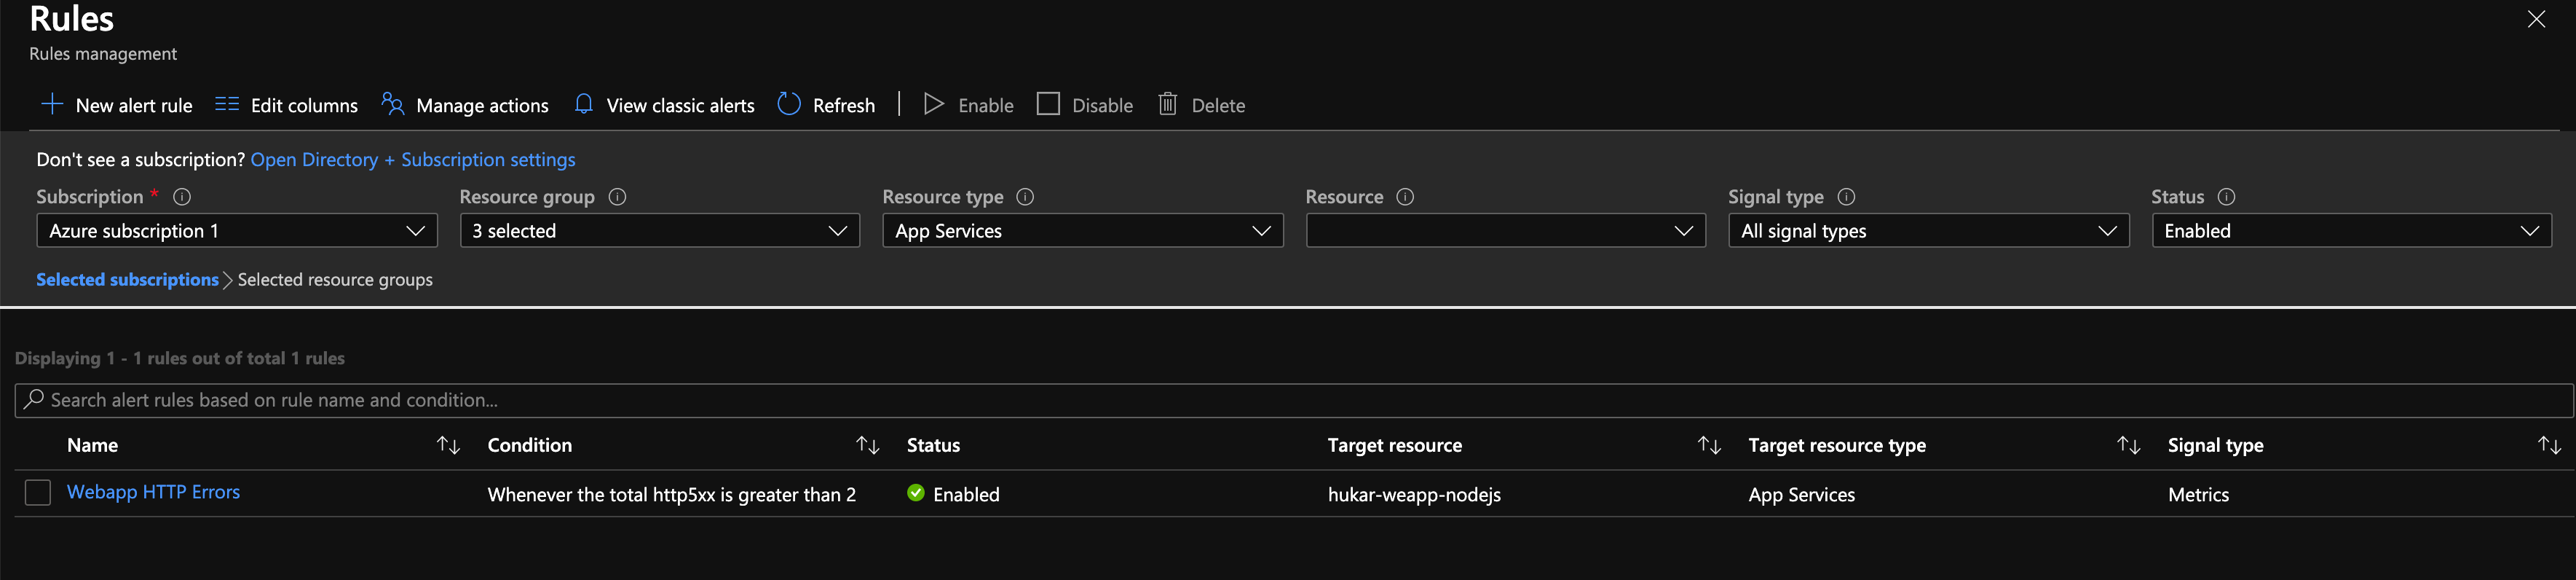 Rules
Rules management
New alert rule Edit columns Manage actions View classic alerts Refresh Enable Disable Delete
Don't see a subscription? Open Directory + Subscription settings
Subscription * Resource group Resource type Resource Signal type Status
Azure subscription 1 3 selected App Services All signal types Enabled
Selected subscriptions > Selected resource groups
Displaying 1 - 1 rules out of total 1 rules
Search alert rules based on rule name and condition...
Name Condition Status Target resource Target resource type Signal type
Webapp HTTP Errors Whenever the total http5xx is greater than 2 Enabled hukar-weapp-nodejs App Services Metrics